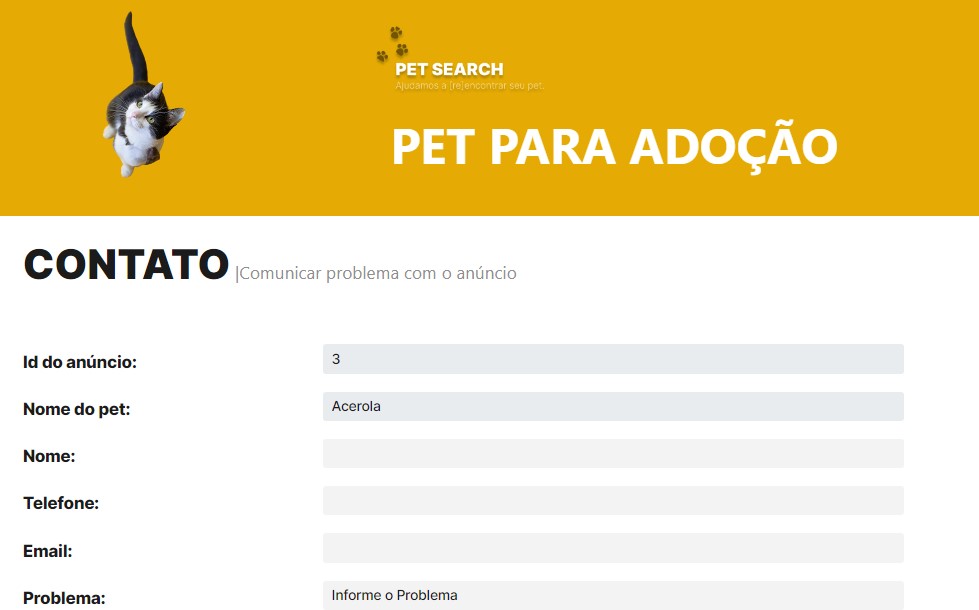 PET SEARCH
Ajudamos a (re)encontrar seu pet.
PET PARA ADOÇÃO
CONTATO |Comunicar problema com o anúncio
Id do anúncio: 3
Nome do pet: Acerola
Nome:
Telefone:
Email:
Problema: Informe o Problema